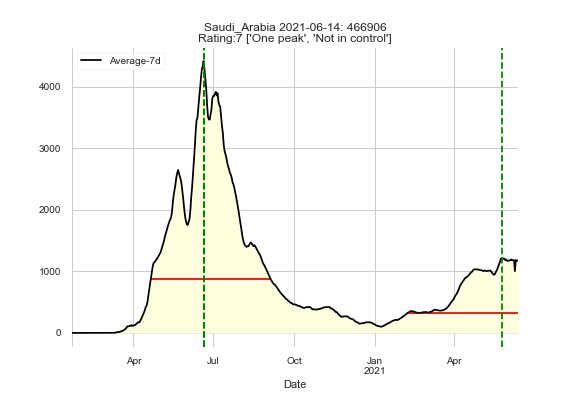 Saudi_Arabia 2021-06-14: 466906
Rating:7 ['One peak', 'Not in control']
Average-7d
4000
3000
2000
1000
0
Apr
Jul
Oct
Jan
2021
Apr
Date